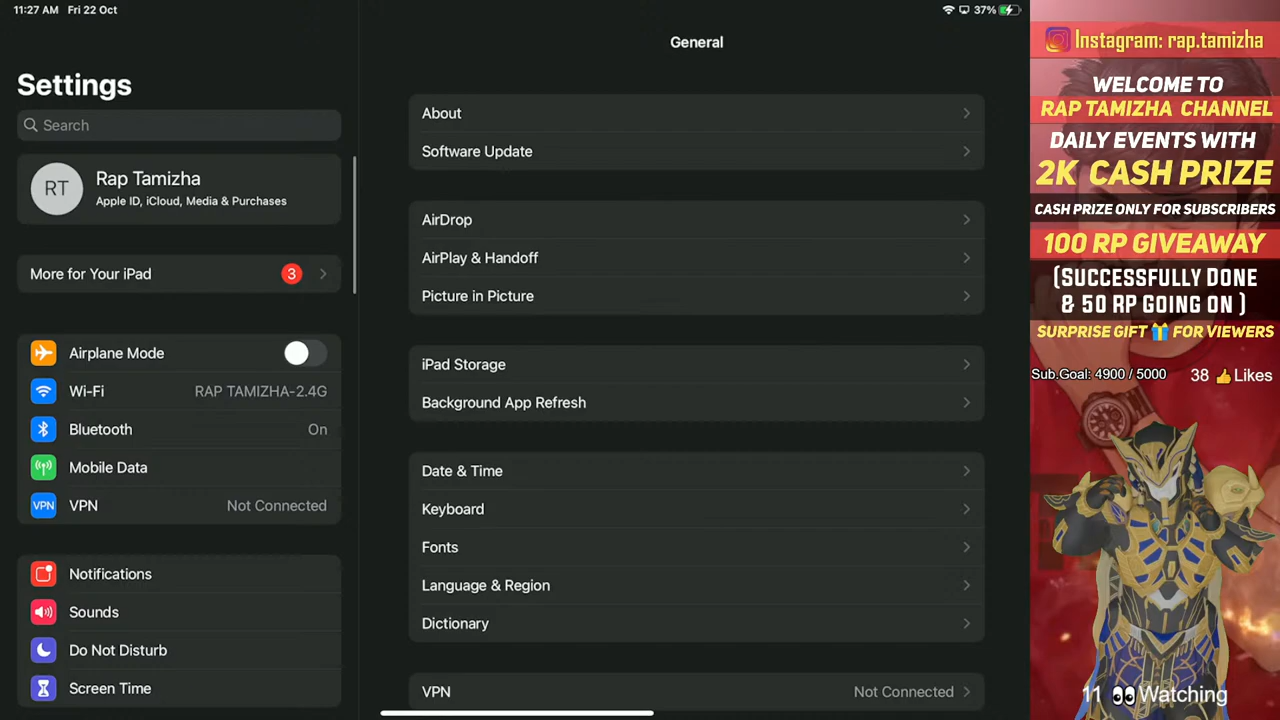 11:27 AM Fri 22 Oct
37%
Settings
Search
RT
Rap Tamizha
Apple ID, iCloud, Media & Purchases
More for Your iPad 3
Airplane Mode
Wi-Fi RAP TAMIZHA-2.4G
Bluetooth On
Mobile Data
VPN VPN Not Connected
Notifications
Sounds
Do Not Disturb
Screen Time
General
About
Software Update
AirDrop
AirPlay & Handoff
Picture in Picture
iPad Storage
Background App Refresh
Date & Time
Keyboard
Fonts
Language & Region
Dictionary
VPN Not Connected
Instagram: rap.tamizha
WELCOME TO
RAP TAMIZHA CHANNEL
DAILY EVENTS WITH
2K CASH PRIZE
CASH PRIZE ONLY FOR SUBSCRIBERS
100 RP GIVEAWAY
(SUCCESSFULLY DONE
& 50 RP GOING ON )
SURPRISE GIFT 🎁 FOR VIEWERS
Sub.Goal: 4900 / 5000 38 👍Likes
11 👀Watching